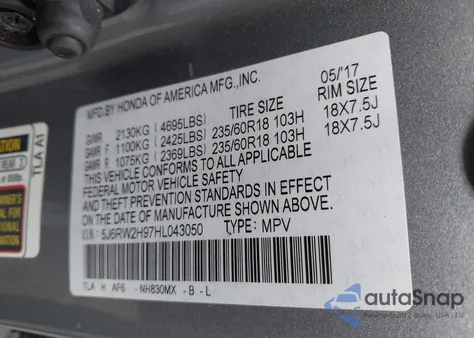 MFD.BY HONDA OF AMERICA MFG.,INC. 05/'17
TIRE SIZE RIM SIZE
GVWR 2130KG (4695LBS)
GAWR F 1100KG (2425LBS) 235/60R18 103H 18X7.5J
GAWR R 1075KG (2369LBS) 235/60R18 103H 18X7.5J
THIS VEHICLE CONFORMS TO ALL APPLICABLE
FEDERAL MOTOR VEHICLE SAFETY
AND THEFT PREVENTION STANDARDS IN EFFECT
ON THE DATE OF MANUFACTURE SHOWN ABOVE.
V.I.N: 5J6RW2H97HL043050 TYPE: MPV
TLA H AF6 -NH830MX -B -L
TLA A1
REAR
autoSnap